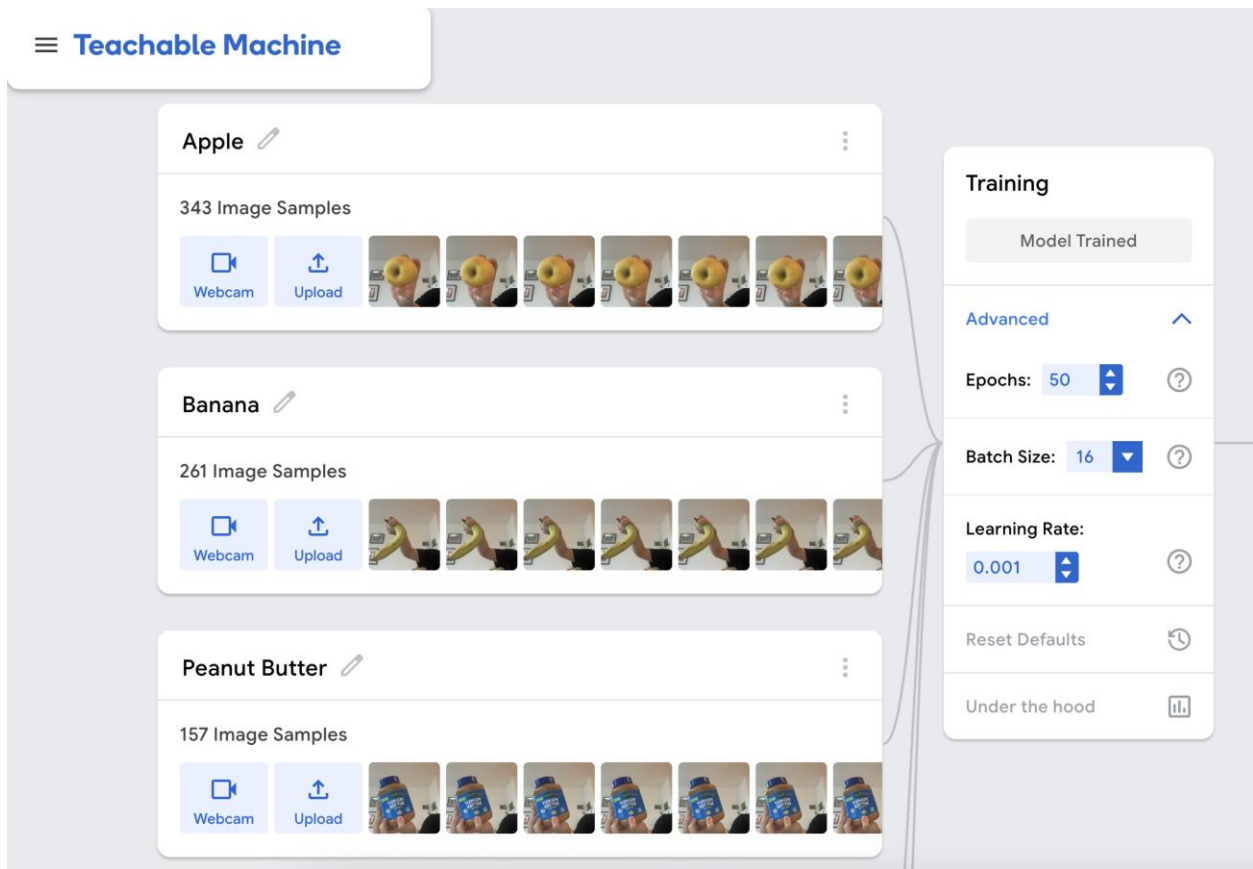 Teachable Machine
Apple
343 Image Samples
Webcam
Upload
Banana
261 Image Samples
Webcam
Upload
Peanut Butter
157 Image Samples
Webcam
Upload
Training
Model Trained
Advanced
Epochs: 50
Batch Size: 16
Learning Rate:
0.001
Reset Defaults
Under the hood